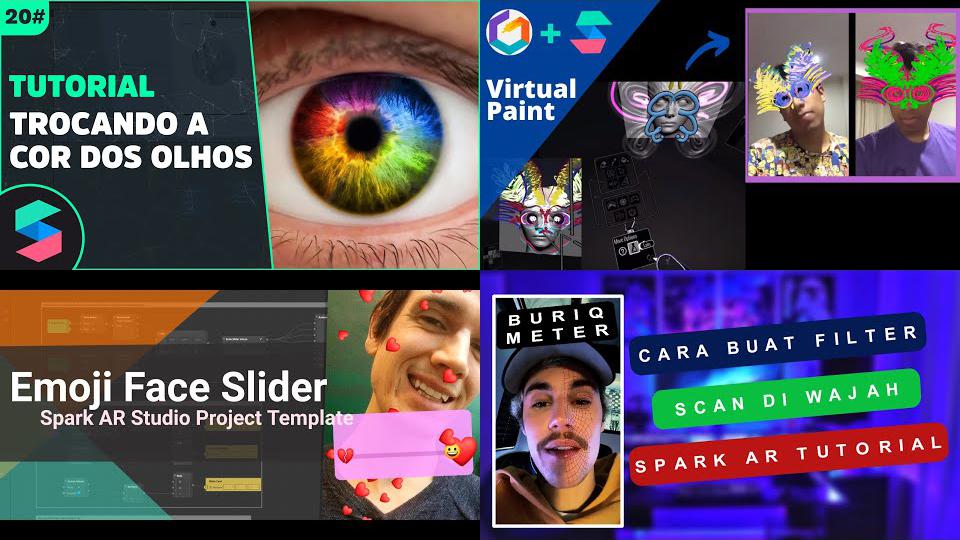 20#
TUTORIAL
TROCANDO A
COR DOS OLHOS
+
Virtual
Paint
Emoji Face Slider
Spark AR Studio Project Template
BURIQ
METER
CARA BUAT FILTER
SCAN DI WAJAH
SPARK AR TUTORIAL